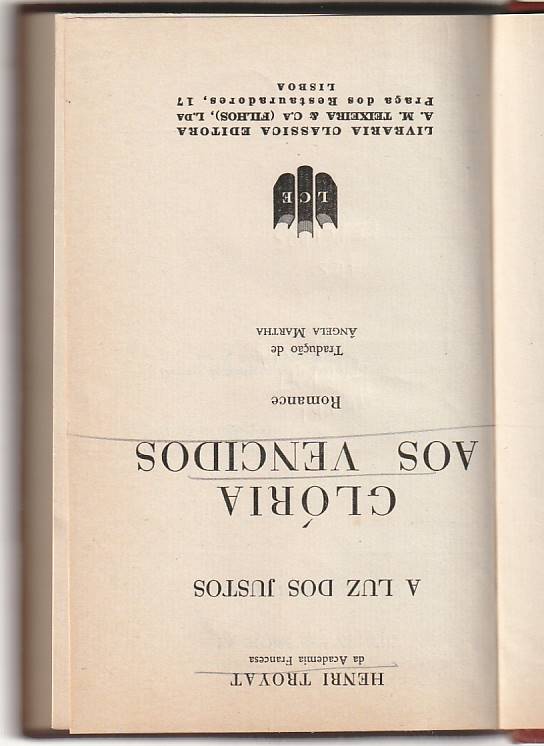 HENRI TROYAT
da Academia Francesa
A LUZ DOS JUSTOS
GLÓRIA
AOS VENCIDOS
Romance
Tradução de
ÂNGELA MARTHA
LCE
LIVRARIA CLASSICA EDITORA
A. M. TEIXEIRA & C.A (FILHOS), L.DA
Praça dos Restauradores, 17
LISBOA